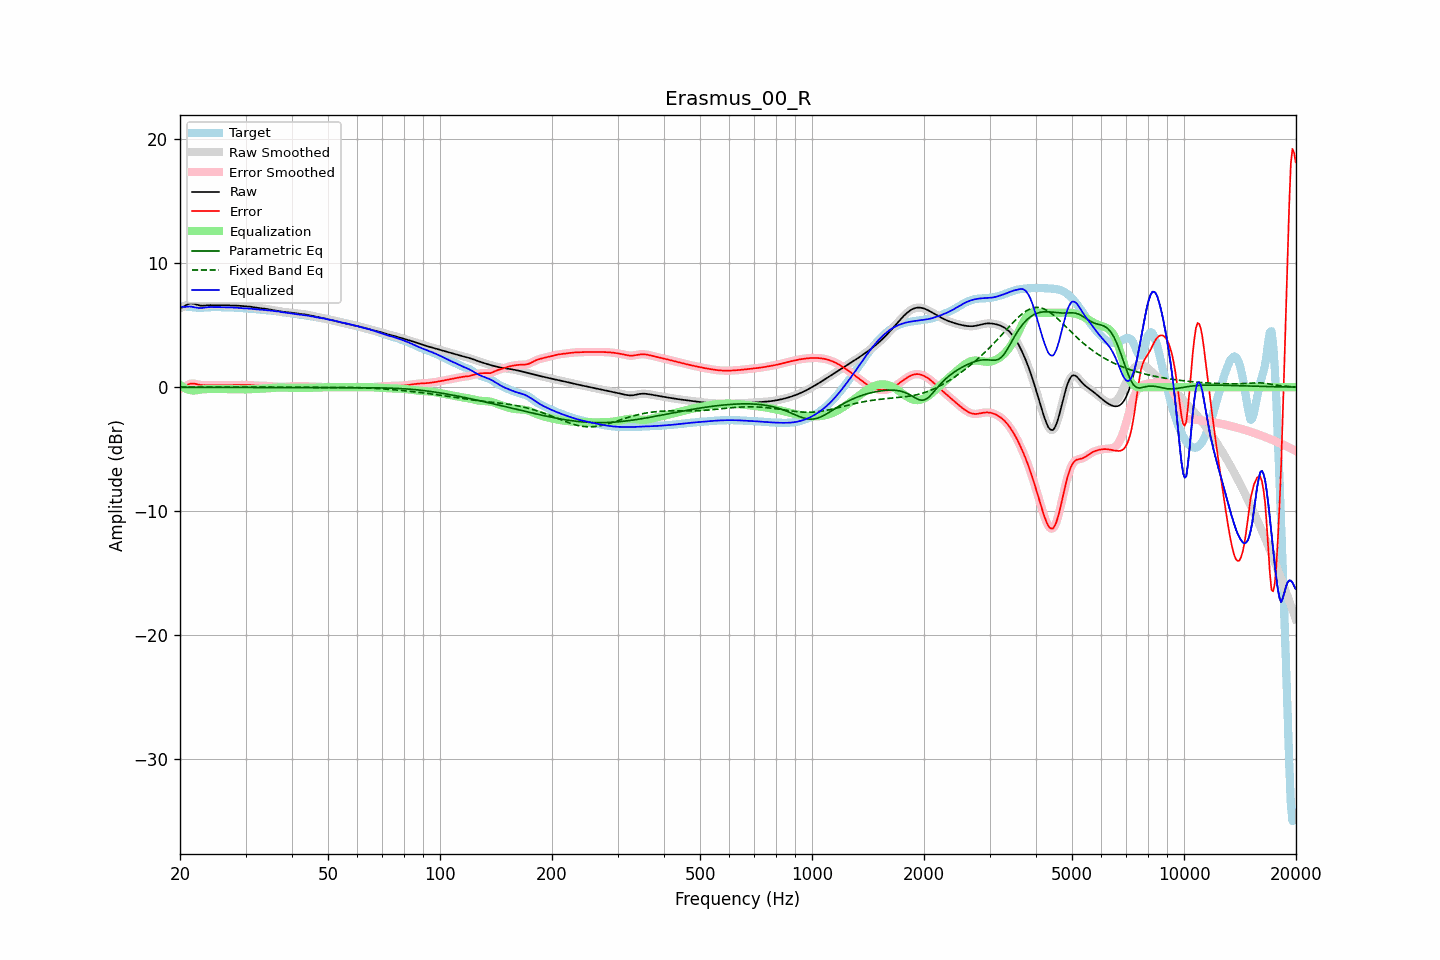 Erasmus_00_R
Target
Raw Smoothed
Error Smoothed
Raw
Error
Equalization
Parametric Eq
Fixed Band Eq
Equalized
20
10
0
−10
−20
−30
Amplitude (dBr)
20 50 100 200 500 1000 2000 5000 10000 20000
Frequency (Hz)